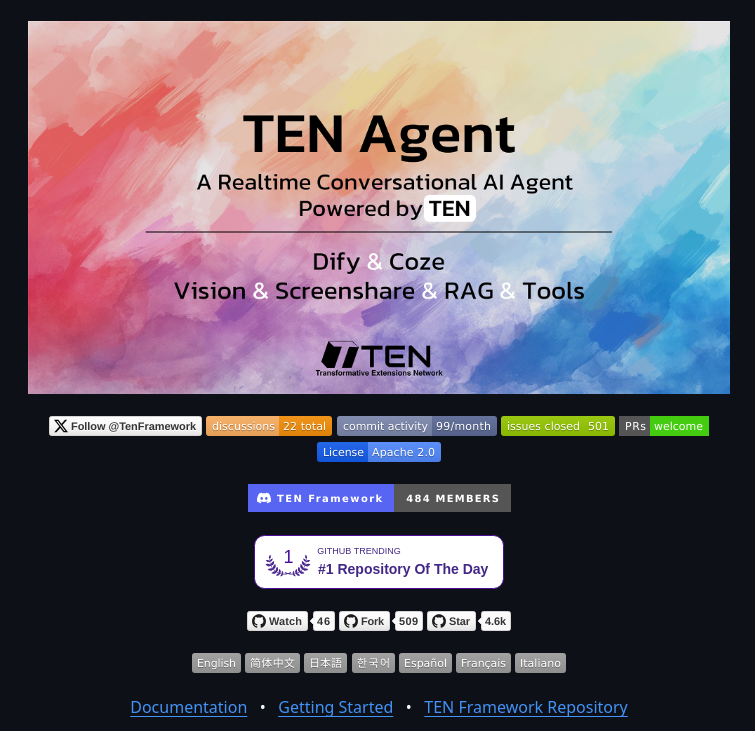 TEN Agent
A Realtime Conversational AI Agent
Powered by TEN
Dify & Coze
Vision & Screenshare & RAG & Tools
TEN
Transformative Extensions Network
Follow @TenFramework discussions 22 total commit activity 99/month issues closed 501 PRs welcome
License Apache 2.0
TEN Framework 484 MEMBERS
1 GITHUB TRENDING
#1 Repository Of The Day
Watch 46 Fork 509 Star 4.6k
English 简体中文 日本語 한국어 Español Français Italiano
Documentation • Getting Started • TEN Framework Repository